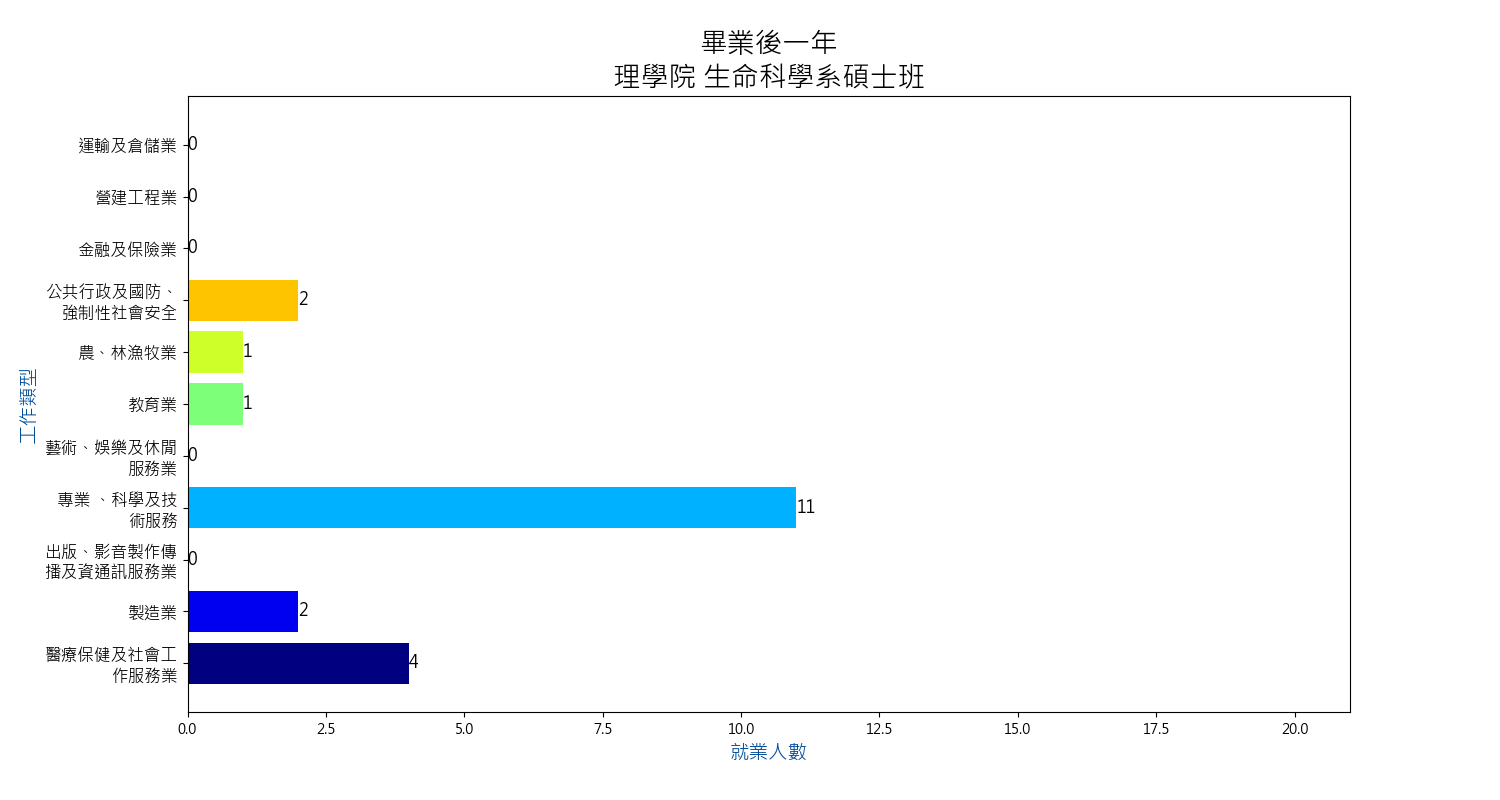 畢業後一年
理學院 生命科學系碩士班
運輸及倉儲業
0
營建工程業
0
金融及保險業
0
公共行政及國防、
強制性社會安全
2
農、林漁牧業
1
教育業
1
藝術、娛樂及休閒
服務業
0
專業 、科學及技
術服務
11
出版、影音製作傳
播及資通訊服務業
0
製造業
2
醫療保健及社會工
作服務業
4
工作類型
0.0 2.5 5.0 7.5 10.0 12.5 15.0 17.5 20.0
就業人數